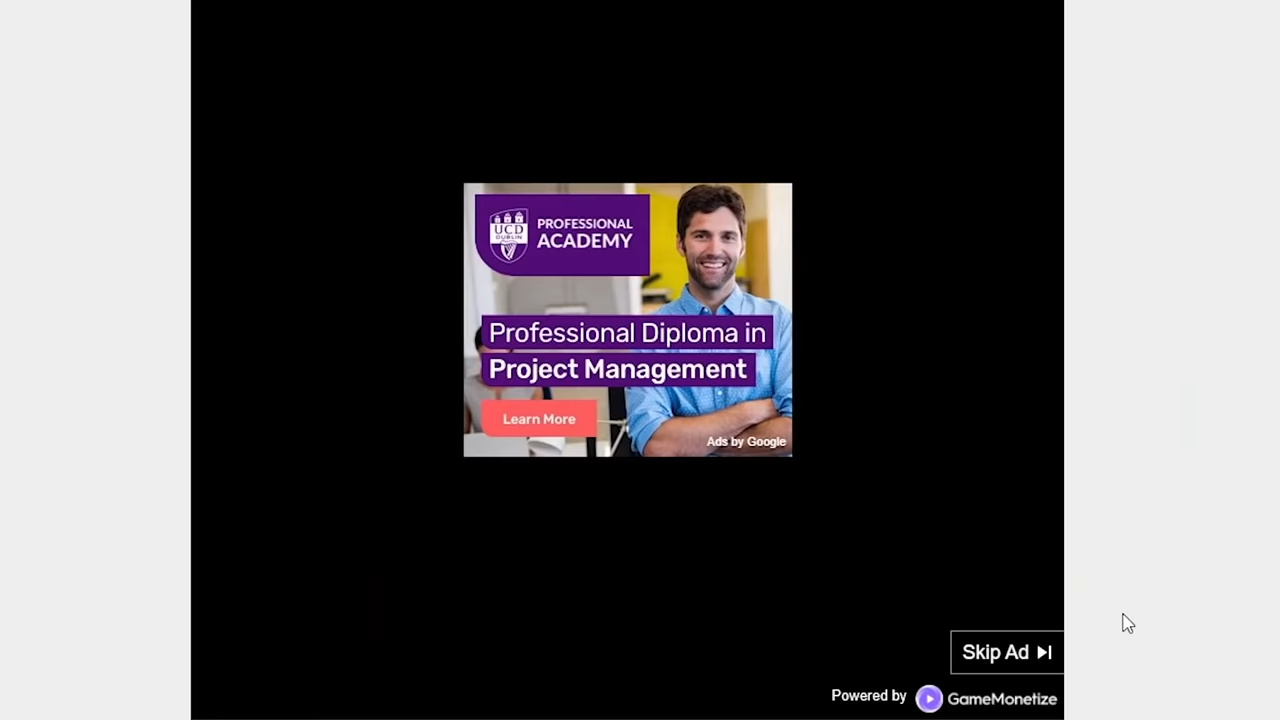 UCD
DUBLIN
PROFESSIONAL
ACADEMY
Professional Diploma in
Project Management
Learn More
Ads by Google
Skip Ad
Powered by GameMonetize